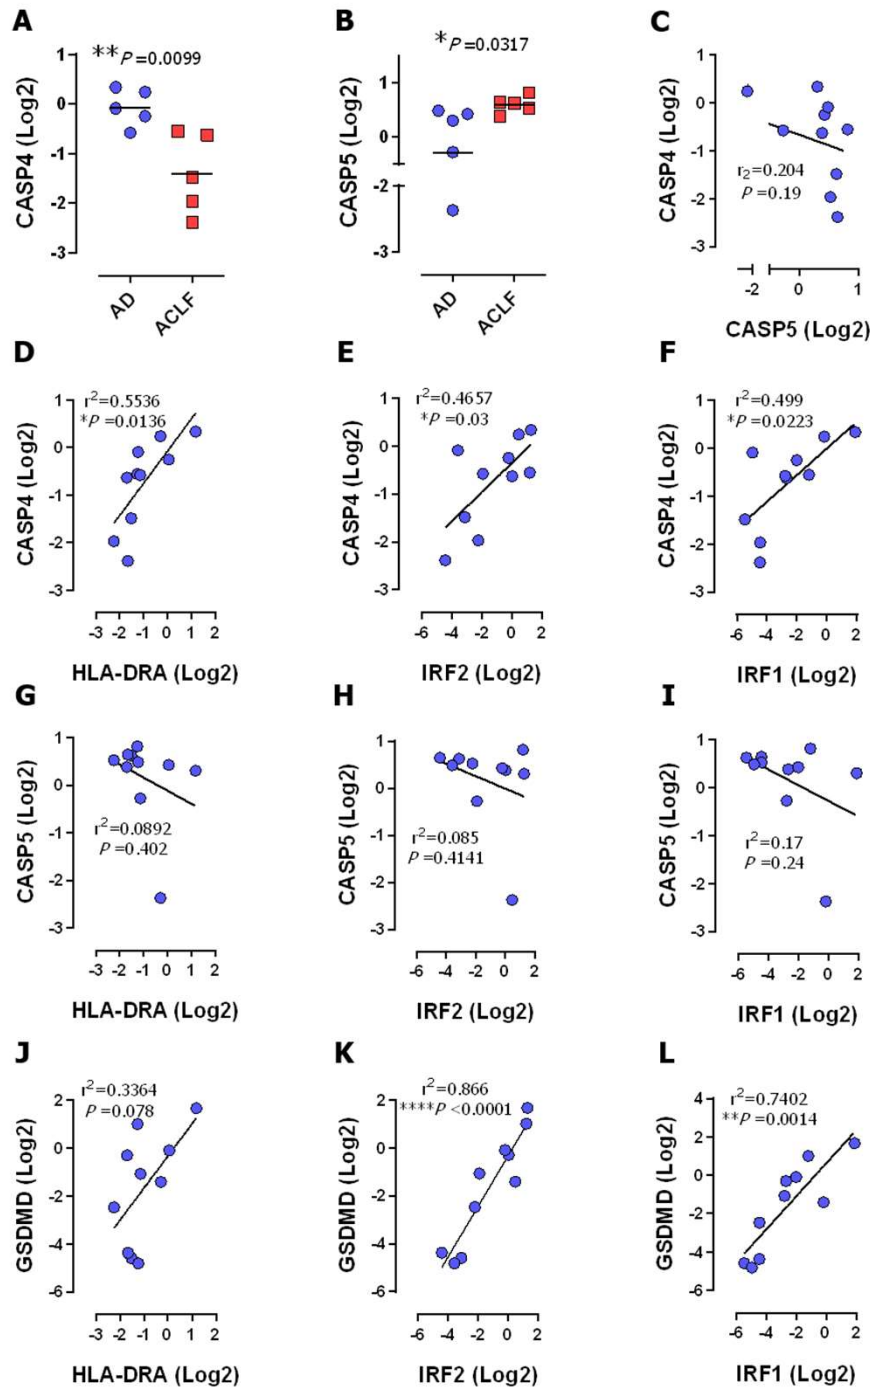 A
** P =0.0099
CASP4 (Log2)
1
0
-1
-2
-3
AD
ACLF
B
* P =0.0317
CASP5 (Log2)
1
0
-2
-3
AD
ACLF
C
CASP4 (Log2)
1
0
-1
-2
-3
r2=0.204
P =0.19
-2 0 1
CASP5 (Log2)
D
r²=0.5536
*P =0.0136
CASP4 (Log2)
1
0
-1
-2
-3
-3 -2 -1 0 1 2
HLA-DRA (Log2)
E
r²=0.4657
*P =0.03
CASP4 (Log2)
1
0
-1
-2
-3
-6 -4 -2 0 2
IRF2 (Log2)
F
r²=0.499
*P =0.0223
CASP4 (Log2)
1
0
-1
-2
-3
-6 -4 -2 0 2
IRF1 (Log2)
G
CASP5 (Log2)
1
0
-1
-2
-3
r²=0.0892
P =0.402
-3 -2 -1 0 1 2
HLA-DRA (Log2)
H
CASP5 (Log2)
1
0
-1
-2
-3
r²=0.085
P =0.4141
-6 -4 -2 0 2
IRF2 (Log2)
I
CASP5 (Log2)
1
0
-1
-2
-3
r²=0.17
P =0.24
-6 -4 -2 0 2
IRF1 (Log2)
J
r²=0.3364
P =0.078
GSDMD (Log2)
2
0
-2
-4
-6
-3 -2 -1 0 1 2
HLA-DRA (Log2)
K
r²=0.866
****P <0.0001
GSDMD (Log2)
2
0
-2
-4
-6
-6 -4 -2 0 2
IRF2 (Log2)
L
r²=0.7402
**P =0.0014
GSDMD (Log2)
4
2
0
-2
-4
-6
-6 -4 -2 0 2
IRF1 (Log2)